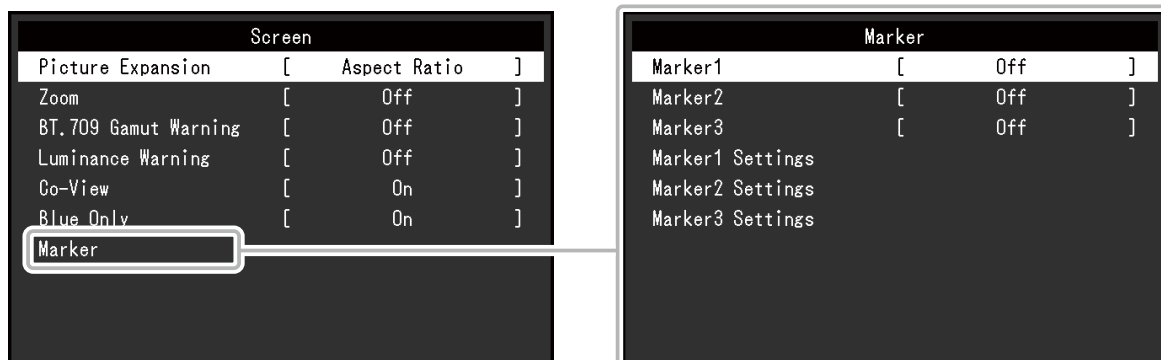 Screen
Picture Expansion [ Aspect Ratio ]
Zoom [ Off ]
BT.709 Gamut Warning [ Off ]
Luminance Warning [ Off ]
Co-View [ On ]
Blue Only [ On ]
Marker
Marker
Marker1 [ Off ]
Marker2 [ Off ]
Marker3 [ Off ]
Marker1 Settings
Marker2 Settings
Marker3 Settings